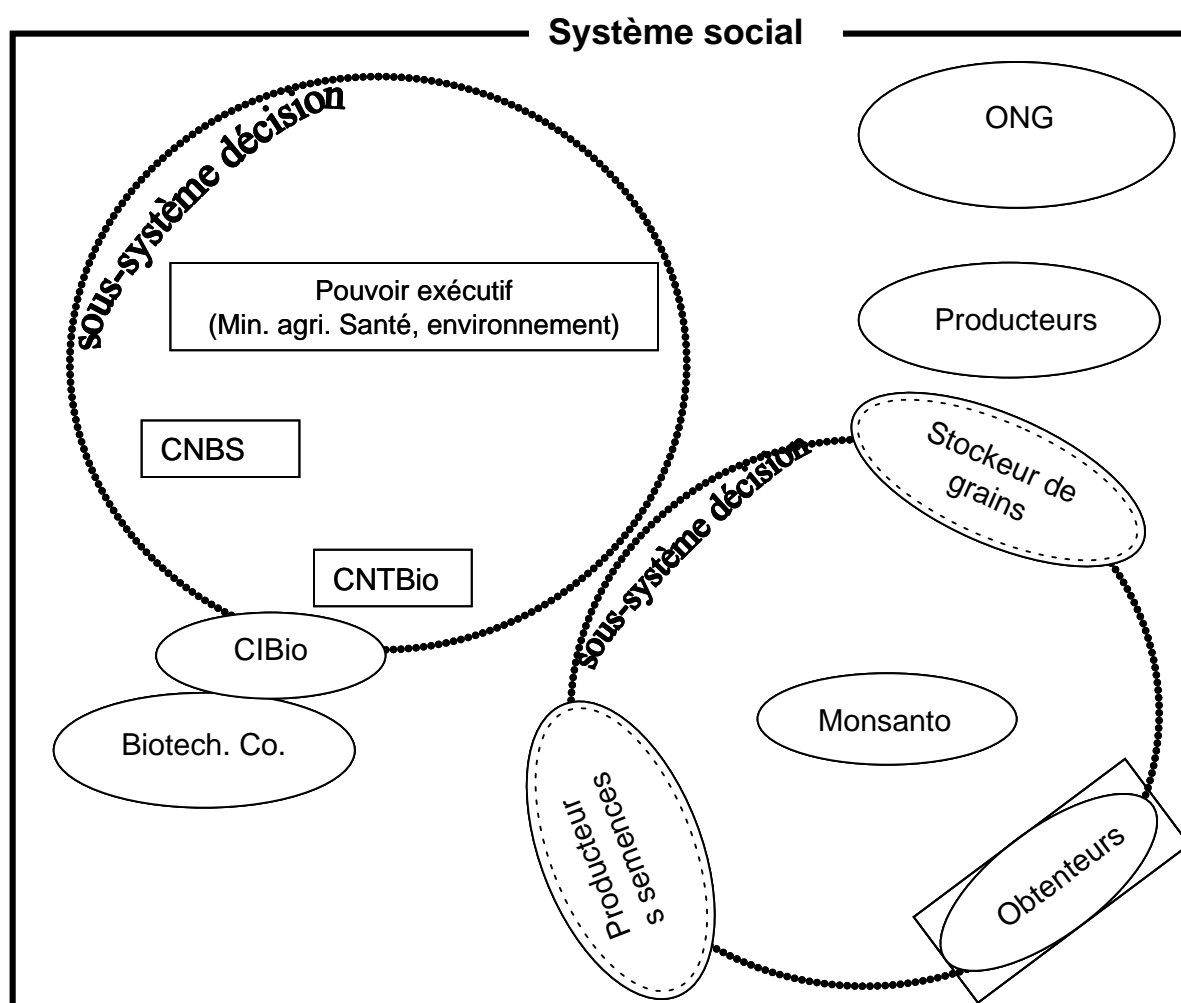 Système social
sous-système décision
ONG
Pouvoir exécutif
(Min. agri. Santé, environnement)
Producteurs
CNBS
Stockeur de
grains
sous-système décision
CNTBio
CIBio
Biotech. Co.
Monsanto
Producteur
s semences
Obtenteurs